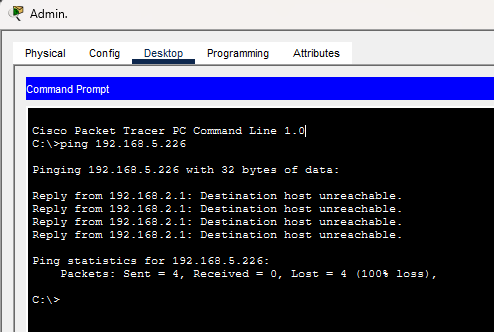 Admin.
Physical Config Desktop Programming Attributes
Command Prompt
Cisco Packet Tracer PC Command Line 1.0
C:\>ping 192.168.5.226
Pinging 192.168.5.226 with 32 bytes of data:
Reply from 192.168.2.1: Destination host unreachable.
Reply from 192.168.2.1: Destination host unreachable.
Reply from 192.168.2.1: Destination host unreachable.
Reply from 192.168.2.1: Destination host unreachable.
Ping statistics for 192.168.5.226:
Packets: Sent = 4, Received = 0, Lost = 4 (100% loss),
C:\>